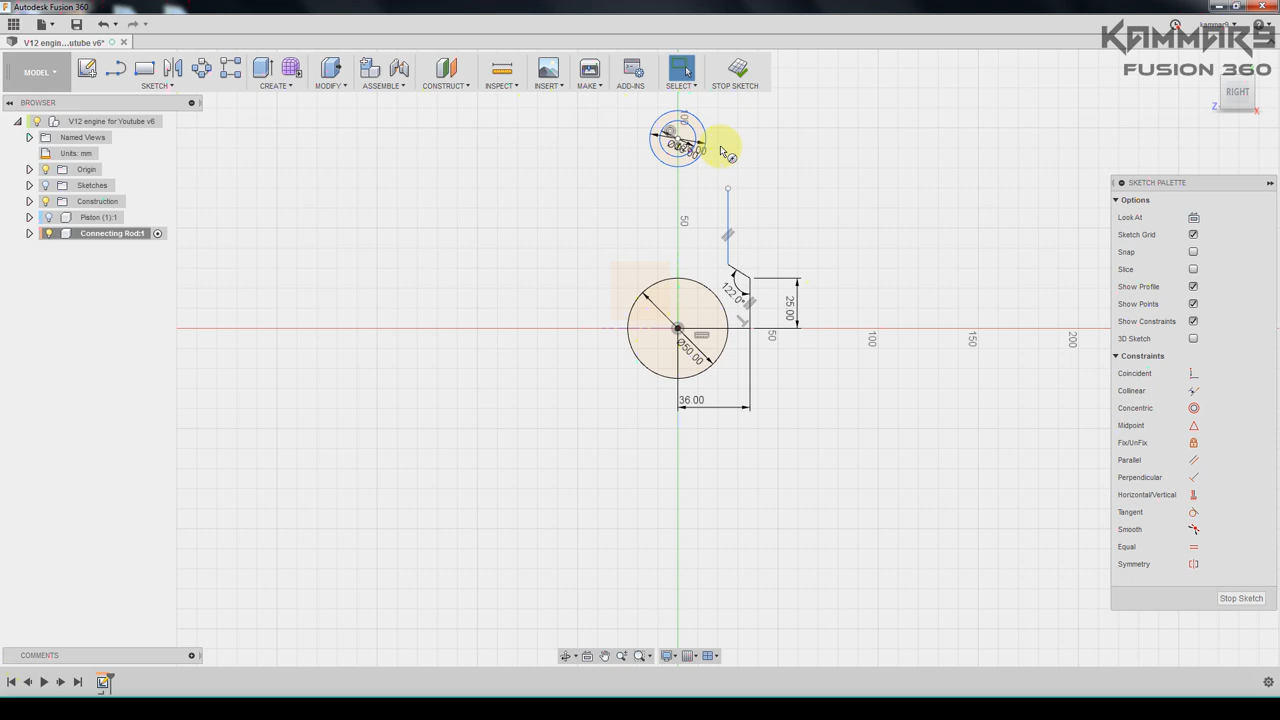 Autodesk Fusion 360
kammar9
V12 engin...utube v6*
KAMMAR9
FUSION 360
MODEL
SKETCH
CREATE
MODIFY
ASSEMBLE
CONSTRUCT
INSPECT
INSERT
MAKE
ADD-INS
SELECT
STOP SKETCH
RIGHT
Z
X
BROWSER
V12 engine for Youtube v6
Named Views
Units: mm
Origin
Sketches
Construction
Piston (1):1
Connecting Rod:1
100
50
122.0°
25.00
Ø50.00
36.00
50
100
150
200
SKETCH PALETTE
Options
Look At
Sketch Grid
Snap
Slice
Show Profile
Show Points
Show Constraints
3D Sketch
Constraints
Coincident
Collinear
Concentric
Midpoint
Fix/UnFix
Parallel
Perpendicular
Horizontal/Vertical
Tangent
Smooth
Equal
Symmetry
Stop Sketch
COMMENTS